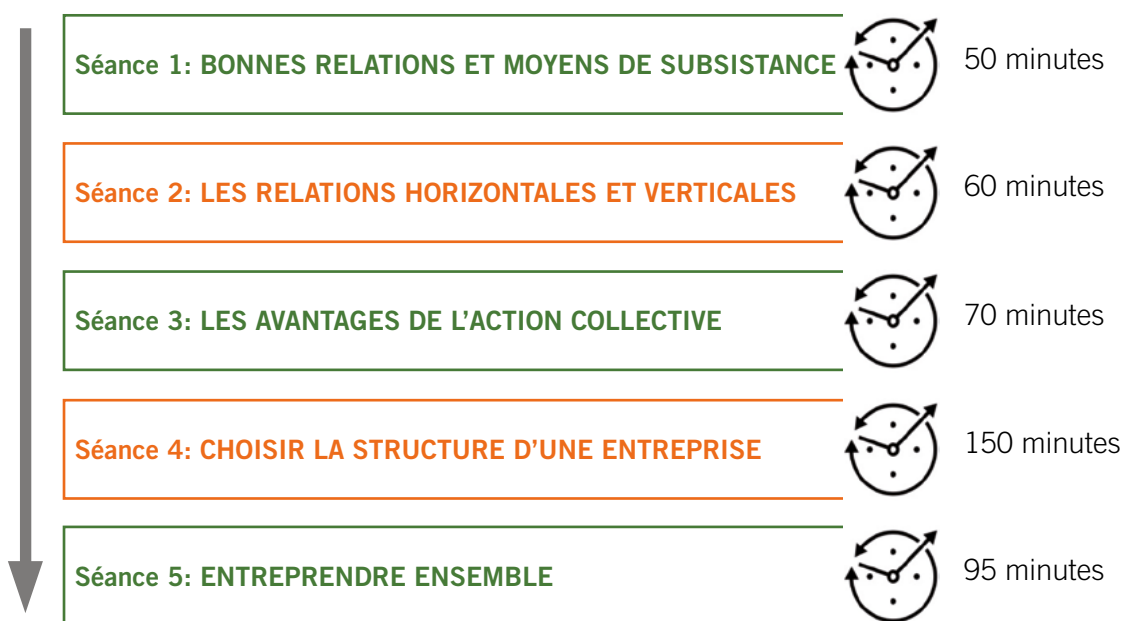 Séance 1: BONNES RELATIONS ET MOYENS DE SUBSISTANCE 50 minutes
Séance 2: LES RELATIONS HORIZONTALES ET VERTICALES 60 minutes
Séance 3: LES AVANTAGES DE L'ACTION COLLECTIVE 70 minutes
Séance 4: CHOISIR LA STRUCTURE D'UNE ENTREPRISE 150 minutes
Séance 5: ENTREPRENDRE ENSEMBLE 95 minutes